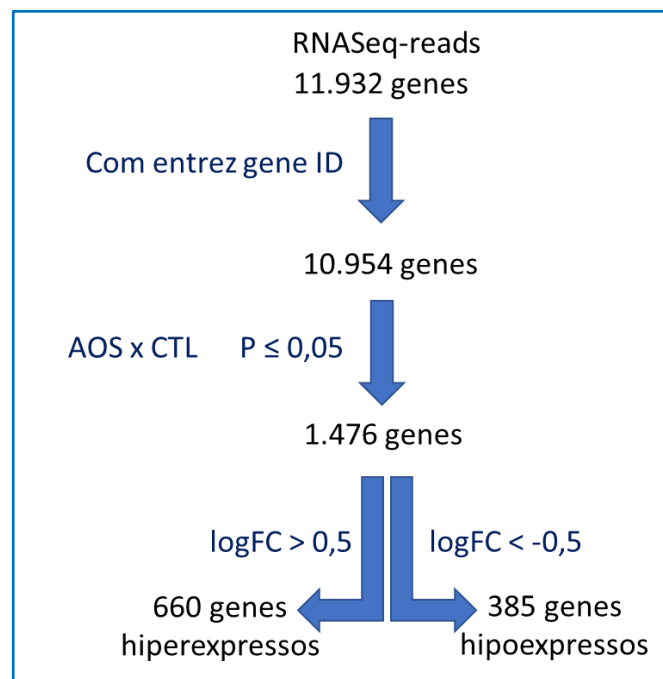 RNASeq-reads
11.932 genes
Com entrez gene ID
10.954 genes
AOS x CTL P ≤ 0,05
1.476 genes
logFC > 0,5
logFC < -0,5
660 genes
hiperexpressos
385 genes
hipoexpressos